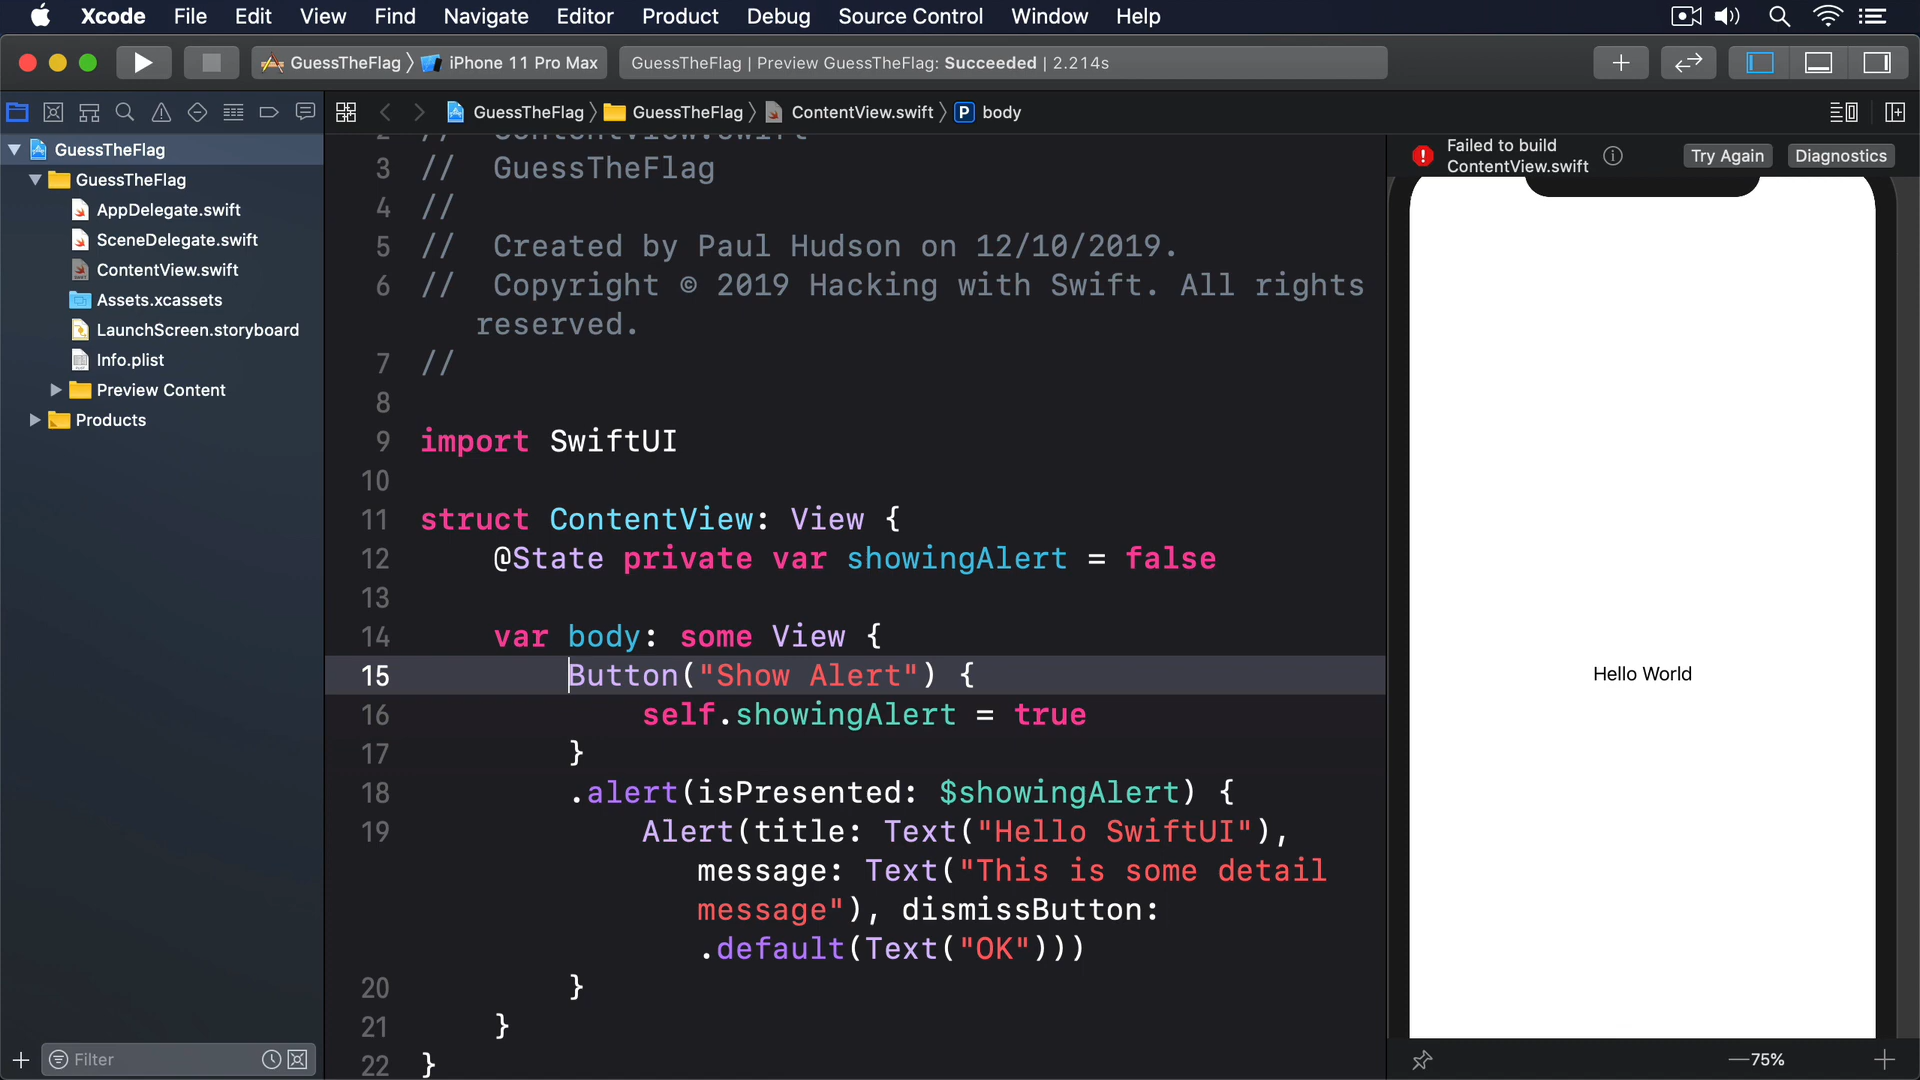 Xcode File Edit View Find Navigate Editor Product Debug Source Control Window Help
GuessTheFlag iPhone 11 Pro Max
GuessTheFlag | Preview GuessTheFlag: Succeeded | 2.214s
GuessTheFlag GuessTheFlag ContentView.swift P body
GuessTheFlag
GuessTheFlag
AppDelegate.swift
SceneDelegate.swift
ContentView.swift
Assets.xcassets
LaunchScreen.storyboard
Info.plist
Preview Content
Products
Filter
2 // ContentView.swift
3 // GuessTheFlag
4 //
5 // Created by Paul Hudson on 12/10/2019.
6 // Copyright © 2019 Hacking with Swift. All rights
reserved.
7 //
8
9 import SwiftUI
10
11 struct ContentView: View {
12 @State private var showingAlert = false
13
14 var body: some View {
15 Button("Show Alert") {
16 self.showingAlert = true
17 }
18 .alert(isPresented: $showingAlert) {
19 Alert(title: Text("Hello SwiftUI"),
message: Text("This is some detail
message"), dismissButton:
.default(Text("OK")))
20 }
21 }
22 }
Failed to build
ContentView.swift
Try Again Diagnostics
Hello World
75%